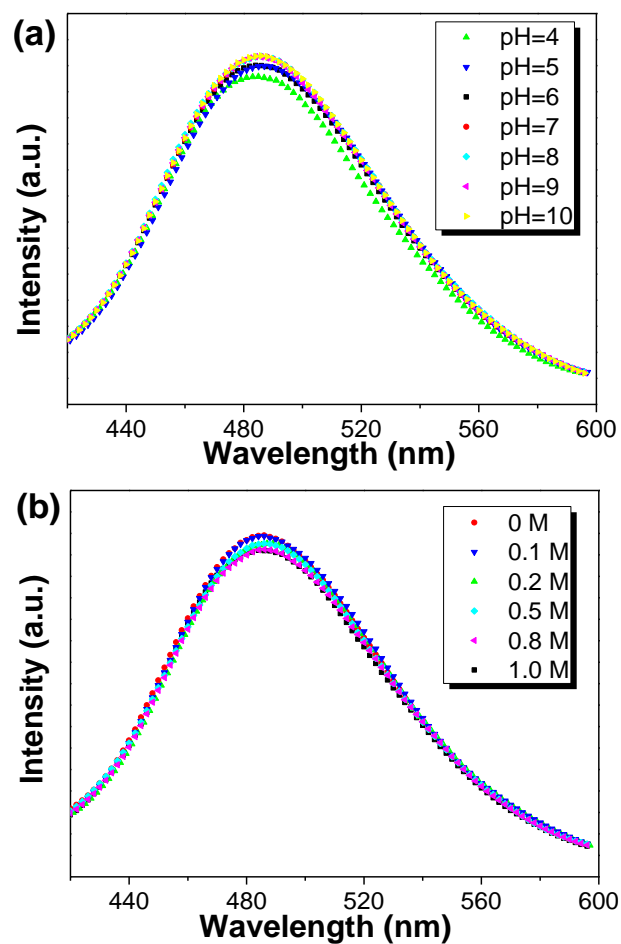 (a)
pH=4
pH=5
pH=6
pH=7
pH=8
pH=9
pH=10
Intensity (a.u.)
440 480 520 560 600
Wavelength (nm)
(b)
0 M
0.1 M
0.2 M
0.5 M
0.8 M
1.0 M
Intensity (a.u.)
440 480 520 560 600
Wavelength (nm)